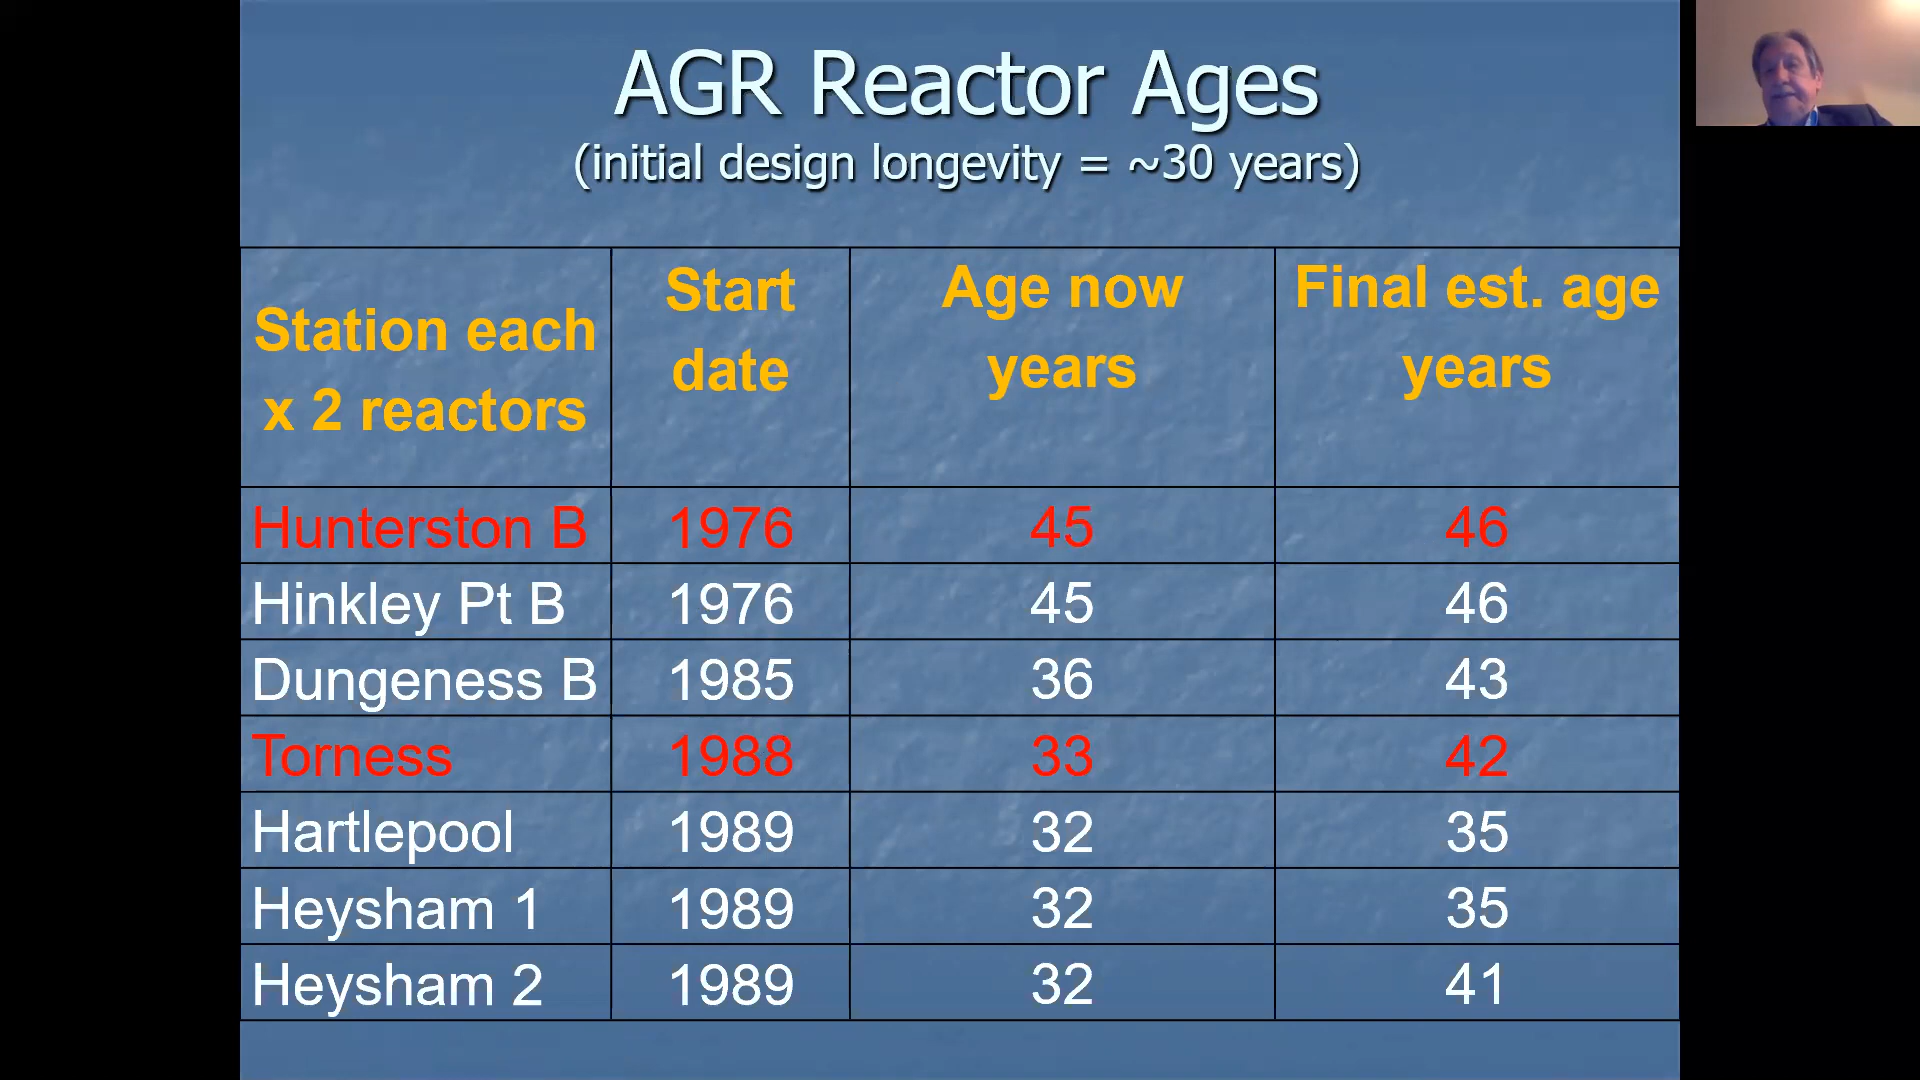 AGR Reactor Ages
(initial design longevity = ~30 years)
Station each x 2 reactors	Start date	Age now years	Final est. age years
Hunterston B	1976	45	46
Hinkley Pt B	1976	45	46
Dungeness B	1985	36	43
Torness	1988	33	42
Hartlepool	1989	32	35
Heysham 1	1989	32	35
Heysham 2	1989	32	41